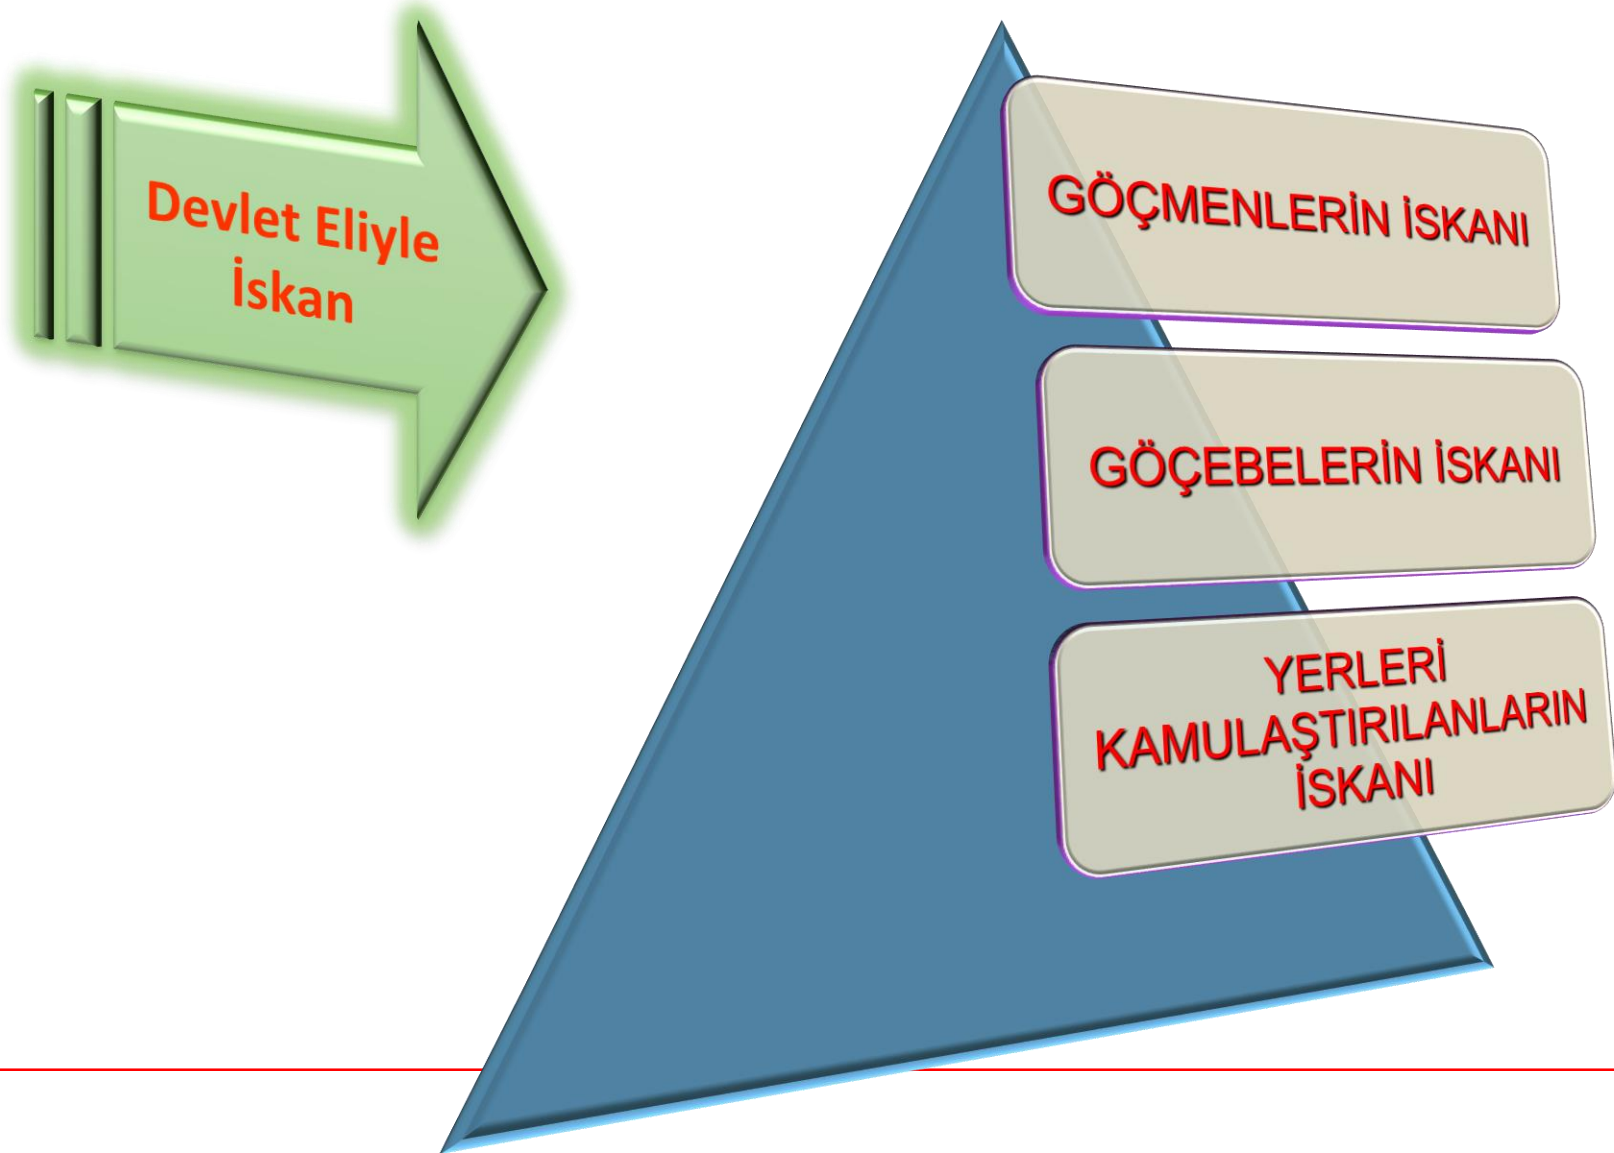 Devlet Eliyle
İskan
GÖÇMENLERİN İSKANI
GÖÇEBELERİN İSKANI
YERLERİ
KAMULAŞTIRILANLARIN
İSKANI